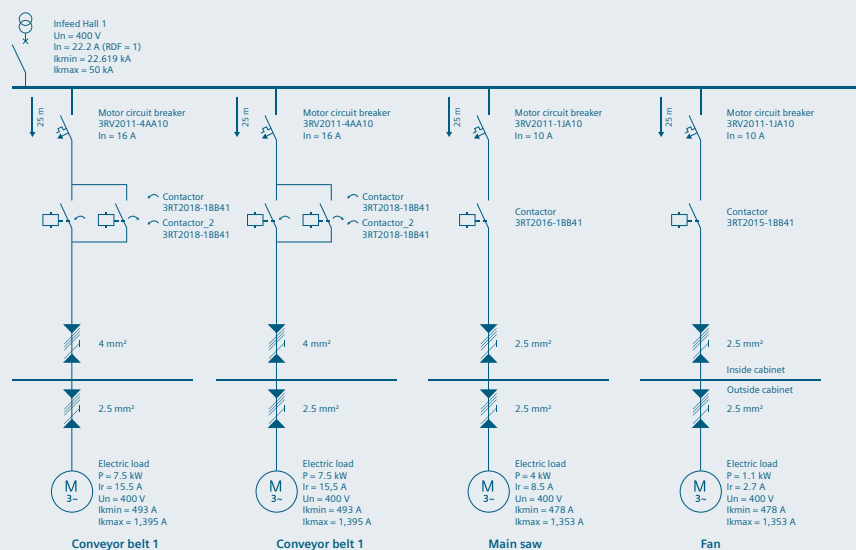 Infeed Hall 1
Un = 400 V
In = 22.2 A (RDF = 1)
Ikmin = 22.619 kA
Ikmax = 50 kA
25 m
Motor circuit breaker
3RV2011-4AA10
In = 16 A
25 m
Motor circuit breaker
3RV2011-4AA10
In = 16 A
25 m
Motor circuit breaker
3RV2011-1JA10
In = 10 A
25 m
Motor circuit breaker
3RV2011-1JA10
In = 10 A
Contactor
3RT2018-1BB41
Contactor_2
3RT2018-1BB41
Contactor
3RT2018-1BB41
Contactor_2
3RT2018-1BB41
Contactor
3RT2016-1BB41
Contactor
3RT2015-1BB41
4 mm²
4 mm²
2.5 mm²
2.5 mm²
Inside cabinet
Outside cabinet
2.5 mm²
2.5 mm²
2.5 mm²
2.5 mm²
M
3~
Electric load
P = 7.5 kW
Ir = 15.5 A
Un = 400 V
Ikmin = 493 A
Ikmax = 1,395 A
M
3~
Electric load
P = 7.5 kW
Ir = 15,5 A
Un = 400 V
Ikmin = 493 A
Ikmax = 1,395 A
M
3~
Electric load
P = 4 kW
Ir = 8.5 A
Un = 400 V
Ikmin = 478 A
Ikmax = 1,353 A
M
3~
Electric load
P = 1.1 kW
Ir = 2.7 A
Un = 400 V
Ikmin = 478 A
Ikmax = 1,353 A
Conveyor belt 1
Conveyor belt 1
Main saw
Fan